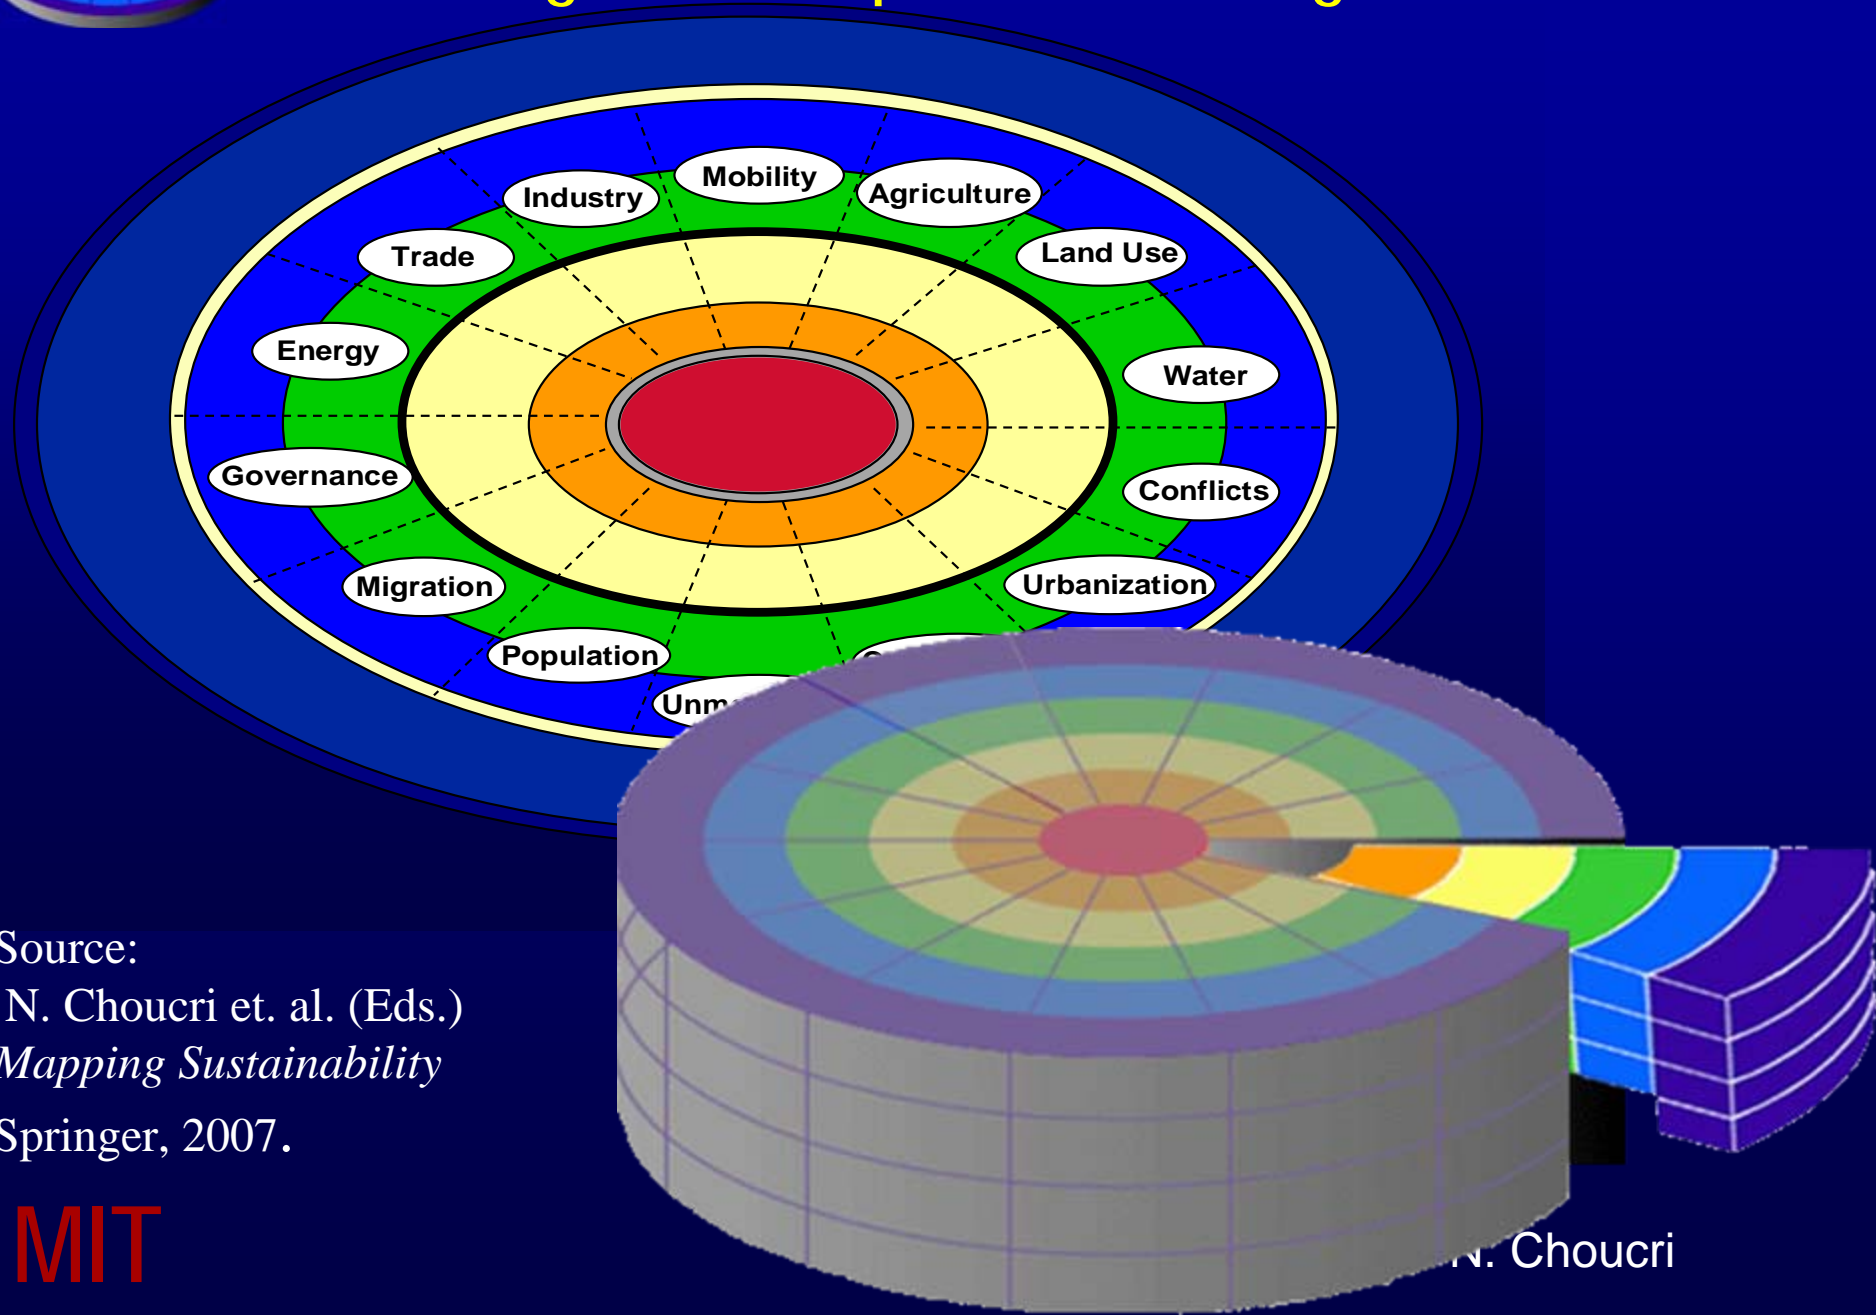 Mobility
Industry
Agriculture
Trade
Land Use
Energy
Water
Governance
Conflicts
Migration
Urbanization
Population
Source:
N. Choucri et. al. (Eds.)
Mapping Sustainability
Springer, 2007.
MIT
N. Choucri